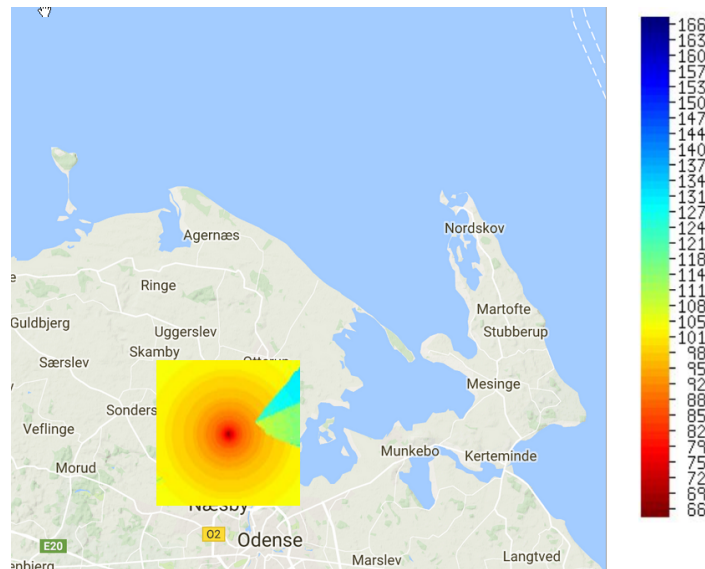 Agernæs
Nordskov
e
Ringe
Guldbjerg
Martofte
Uggerslev
Stubberup
Skamby
Særslev
Mesinge
Sonders
Veflinge
Munkebo
Kerteminde
Morud
Næsby
O2
Odense
E20
Marslev
Langtved
enbjerg
166
163
160
157
153
150
147
144
140
137
134
131
127
124
121
118
114
111
108
105
101
98
95
92
88
85
82
79
75
72
69
66